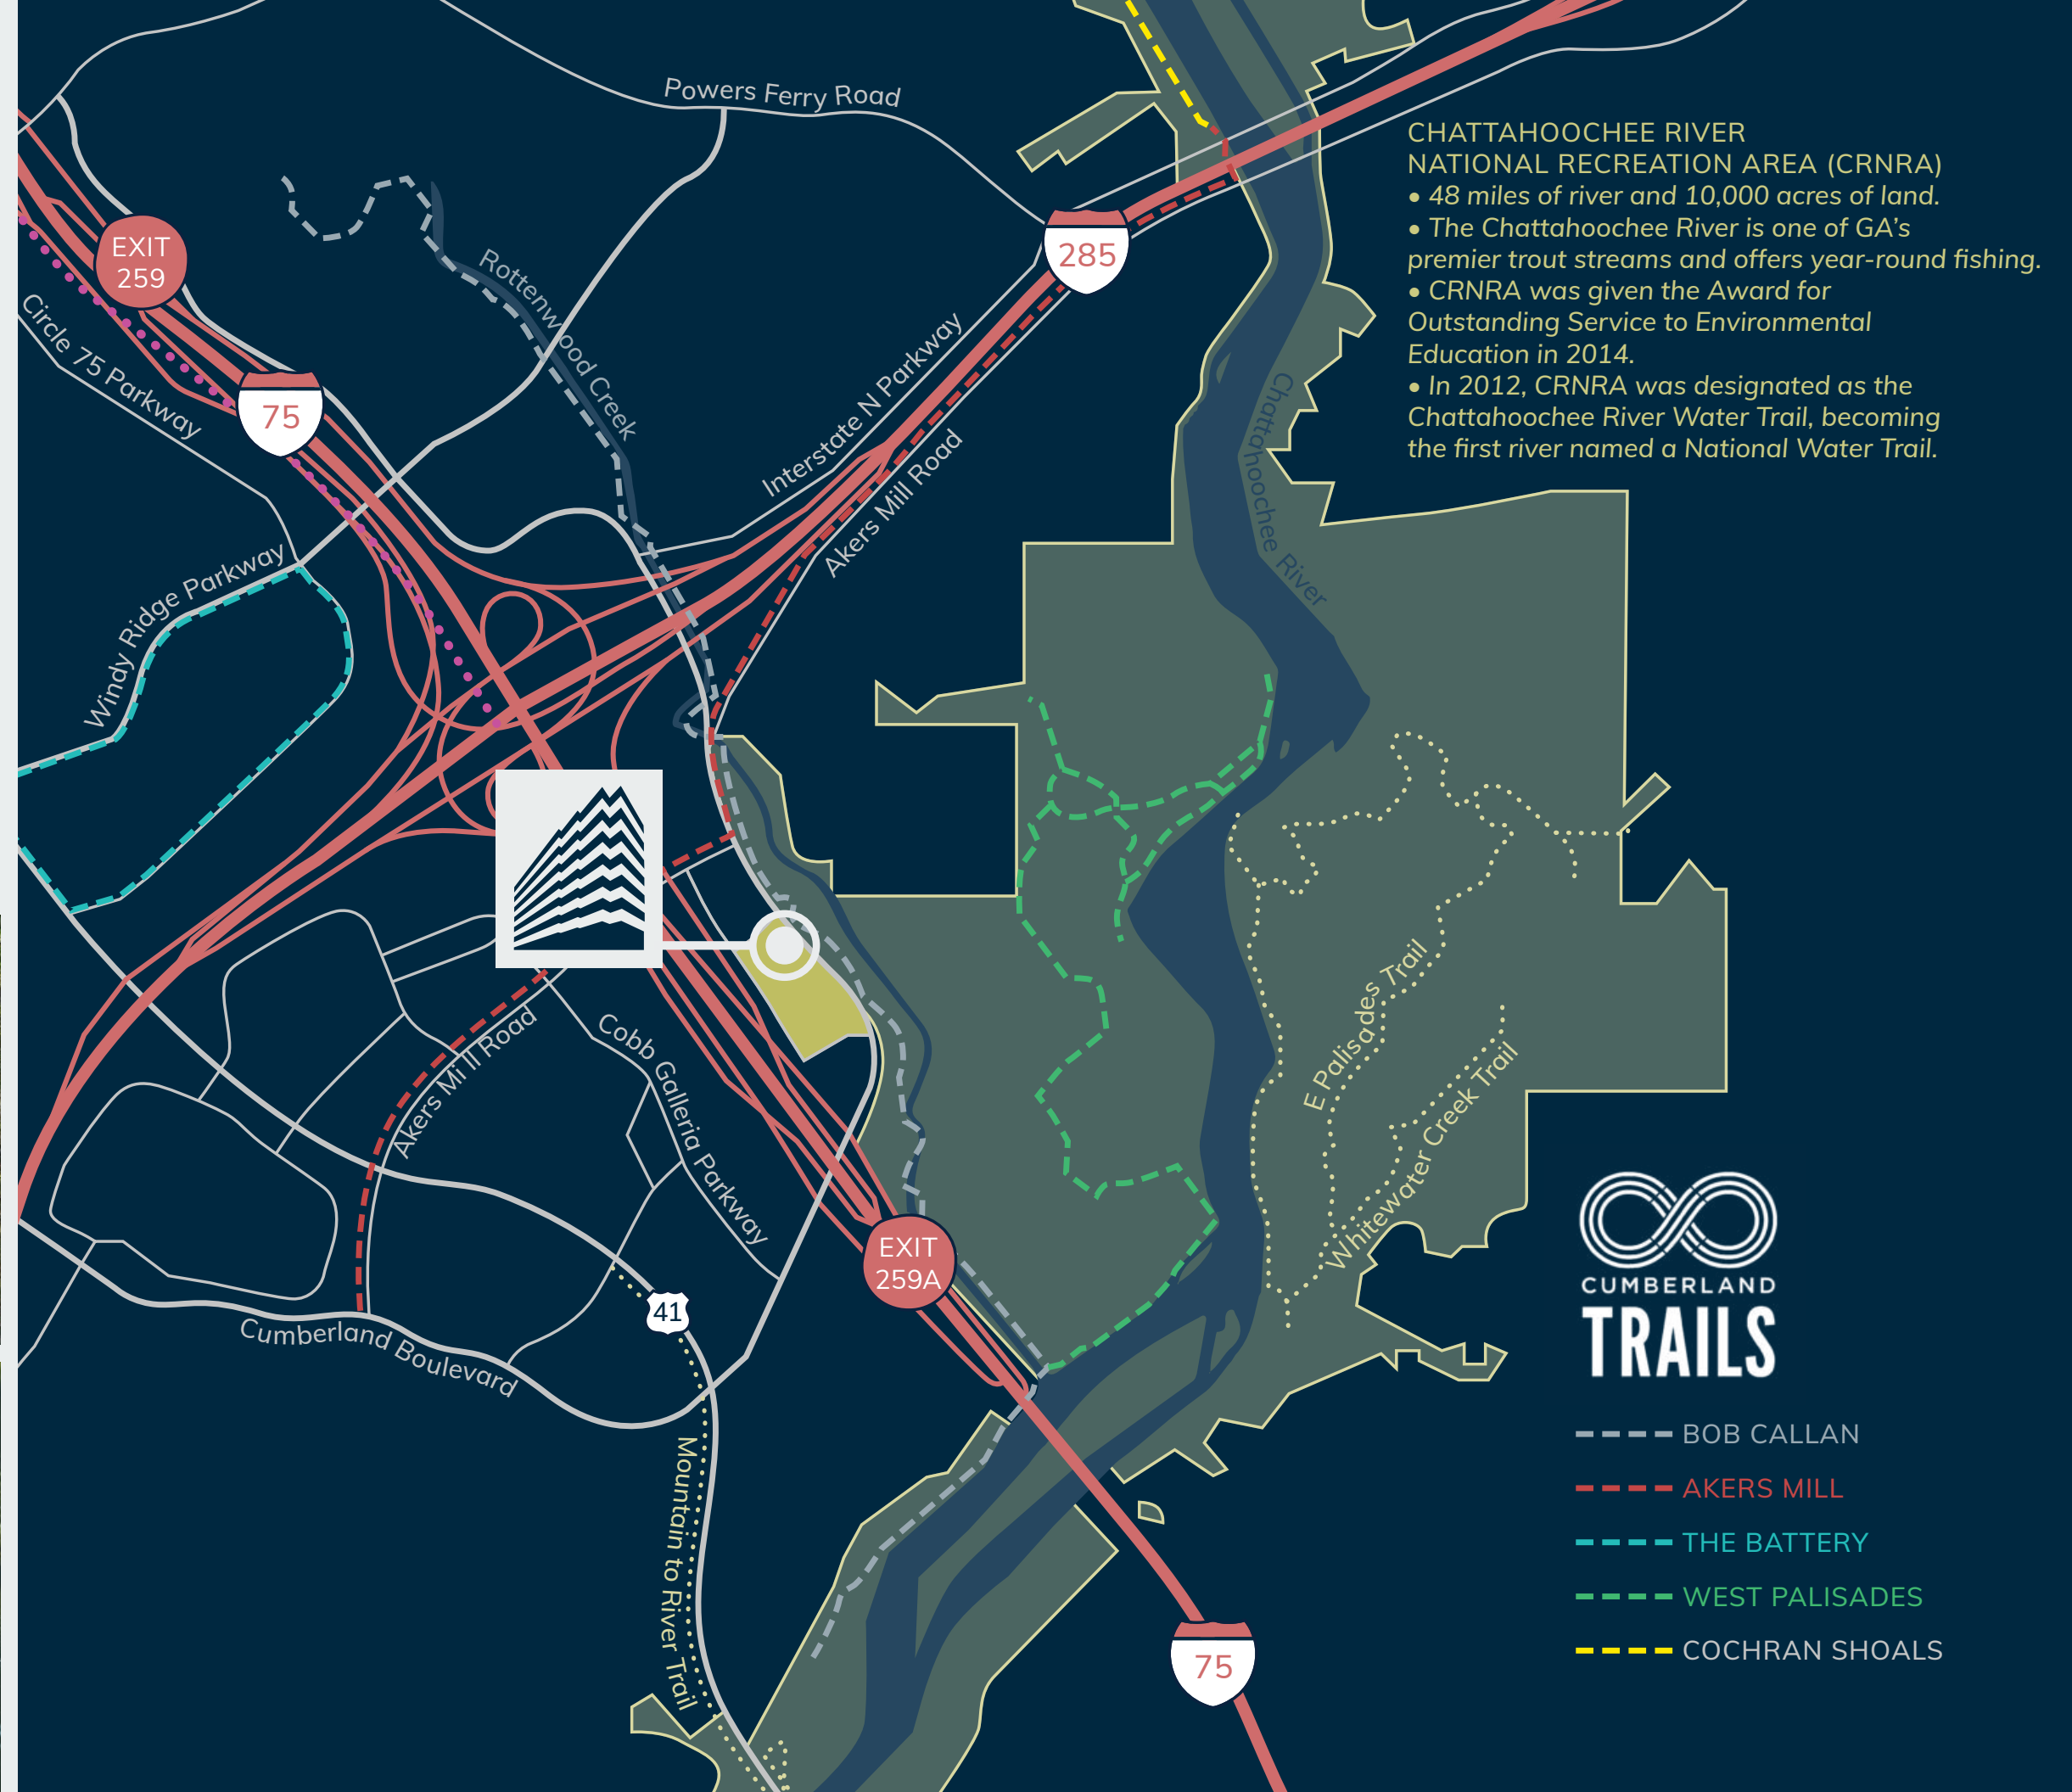 Powers Ferry Road
CHATTAHOOCHEE RIVER
NATIONAL RECREATION AREA (CRNRA)
• 48 miles of river and 10,000 acres of land.
• The Chattahoochee River is one of GA’s
premier trout streams and offers year-round fishing.
• CRNRA was given the Award for
Outstanding Service to Environmental
Education in 2014.
• In 2012, CRNRA was designated as the
Chattahoochee River Water Trail, becoming
the first river named a National Water Trail.
EXIT
259
285
Rottenwood Creek
Circle 75 Parkway
75
Interstate N Parkway
Akers Mill Road
Chattahoochee River
Windy Ridge Parkway
E Palisades Trail
Whitewater Creek Trail
Akers Mi ll Road
Cobb Galleria Parkway
EXIT
259A
41
Cumberland Boulevard
Mountain to River Trail
75
CUMBERLAND
TRAILS
BOB CALLAN
AKERS MILL
THE BATTERY
WEST PALISADES
COCHRAN SHOALS